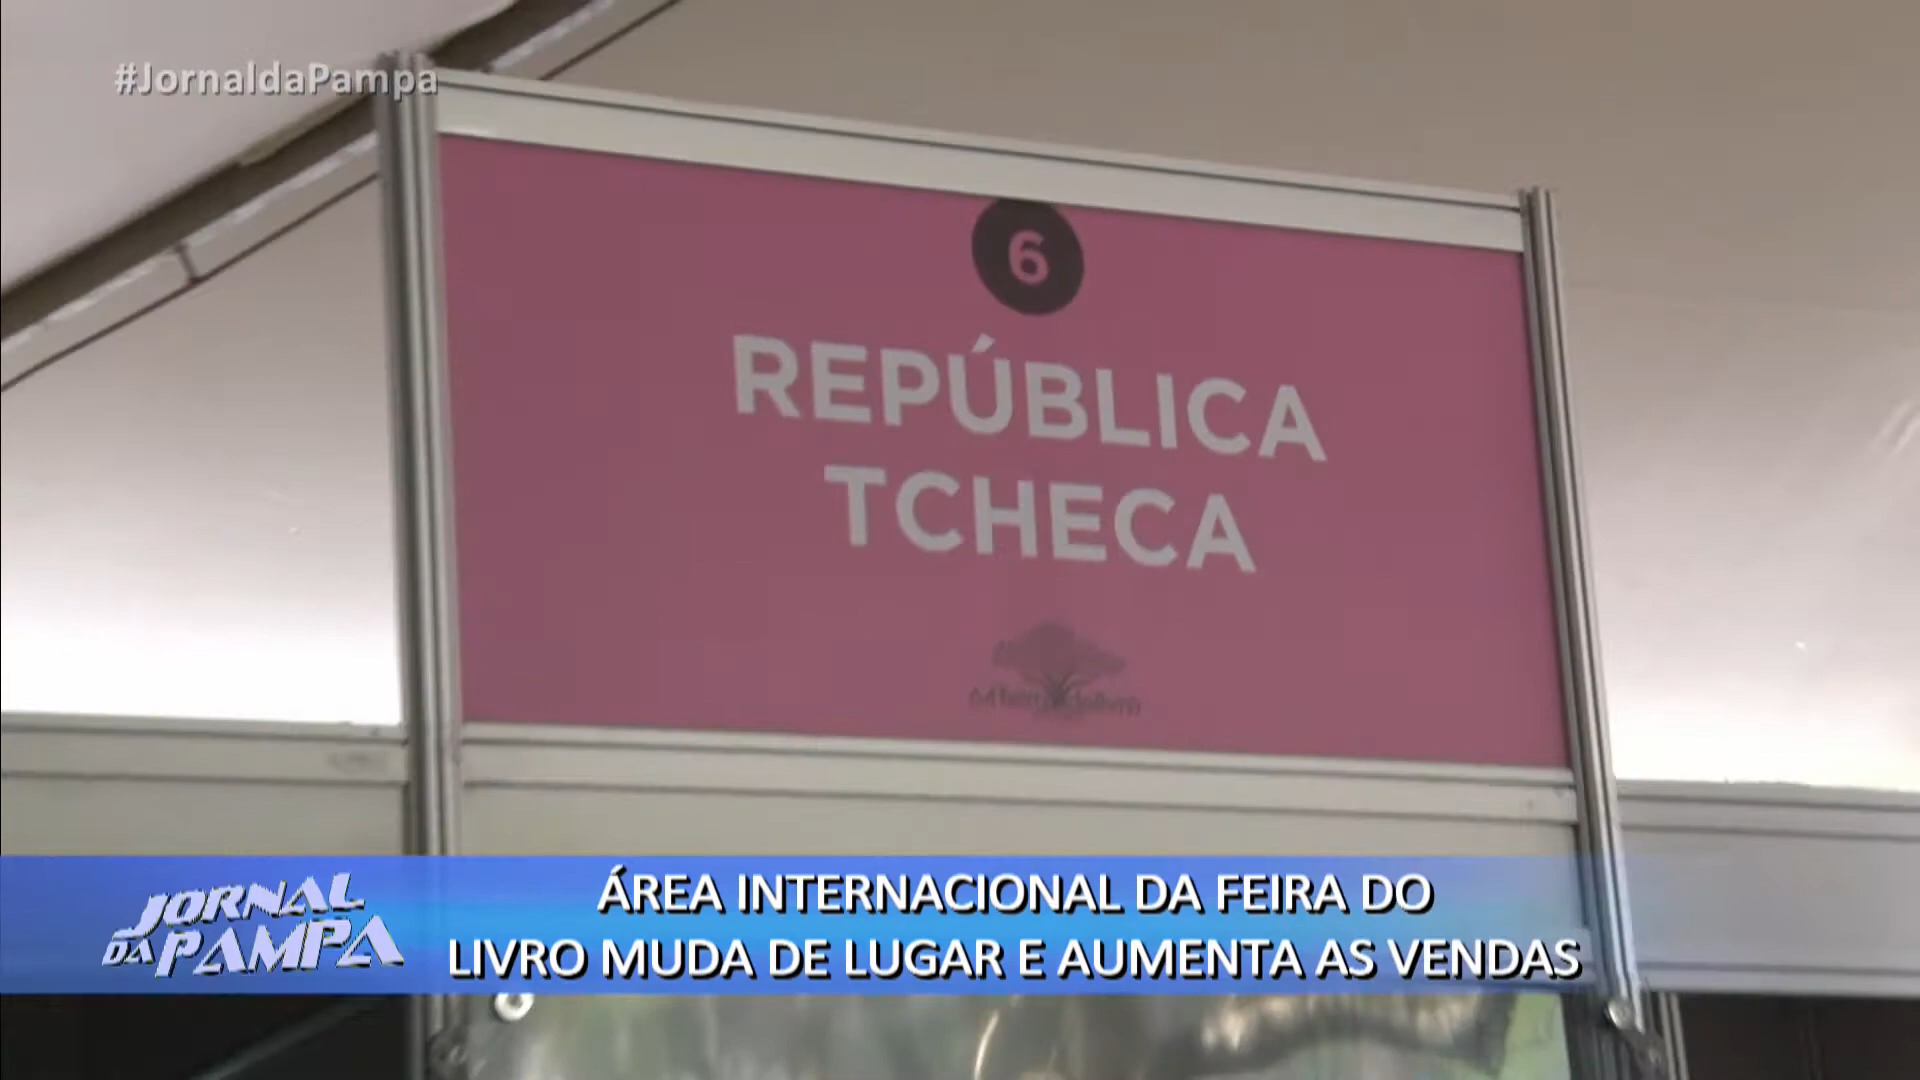 #JornaldaPampa
6
REPÚBLICA
TCHECA
JORNAL
DA PAMPA
ÁREA INTERNACIONAL DA FEIRA DO
LIVRO MUDA DE LUGAR E AUMENTA AS VENDAS